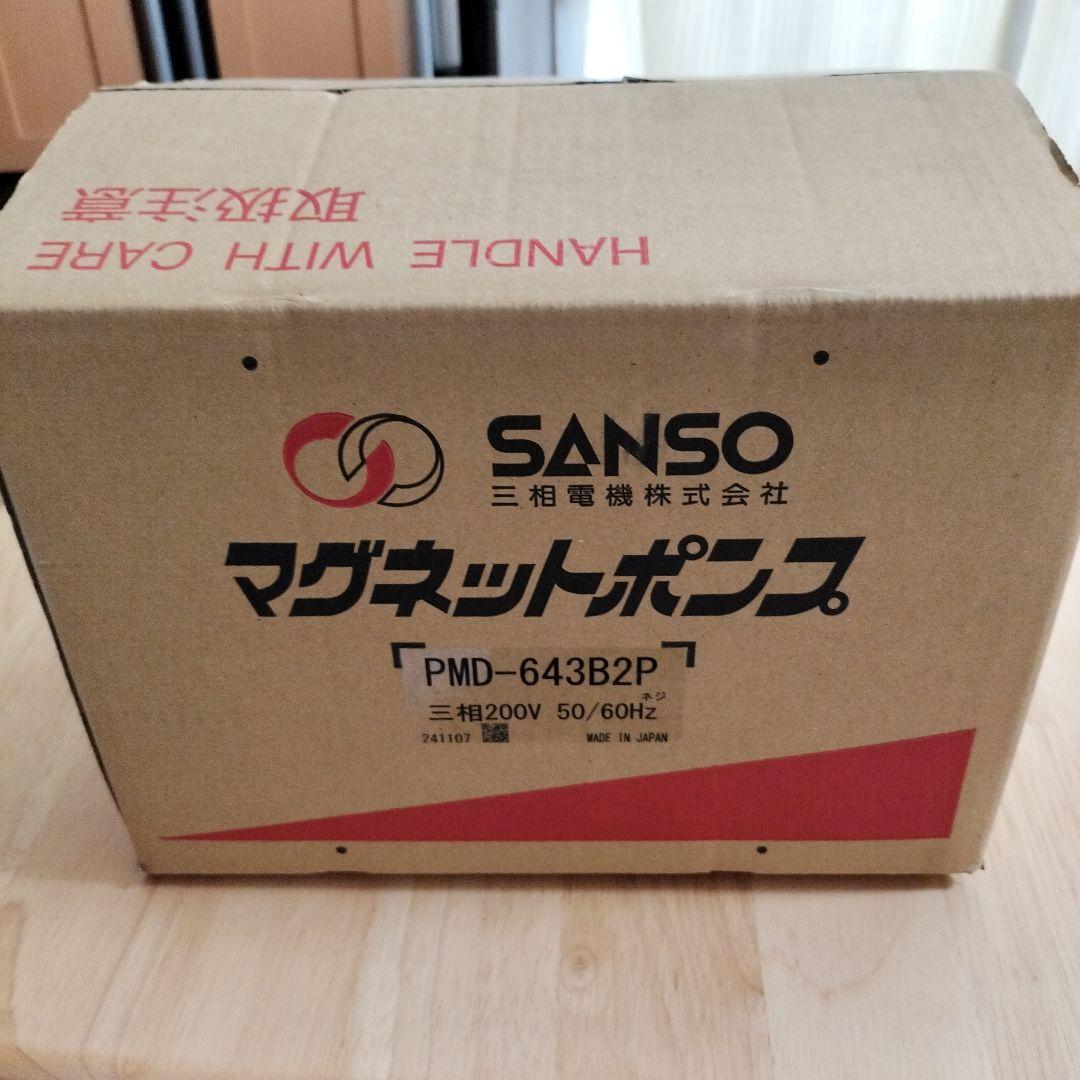 取扱注意
HANDLE WITH CARE
SANSO
三相電機株式会社
マグネットポンプ
PMD-643B2P
ネジ
三相200V 50/60Hz
241107 MADE IN JAPAN